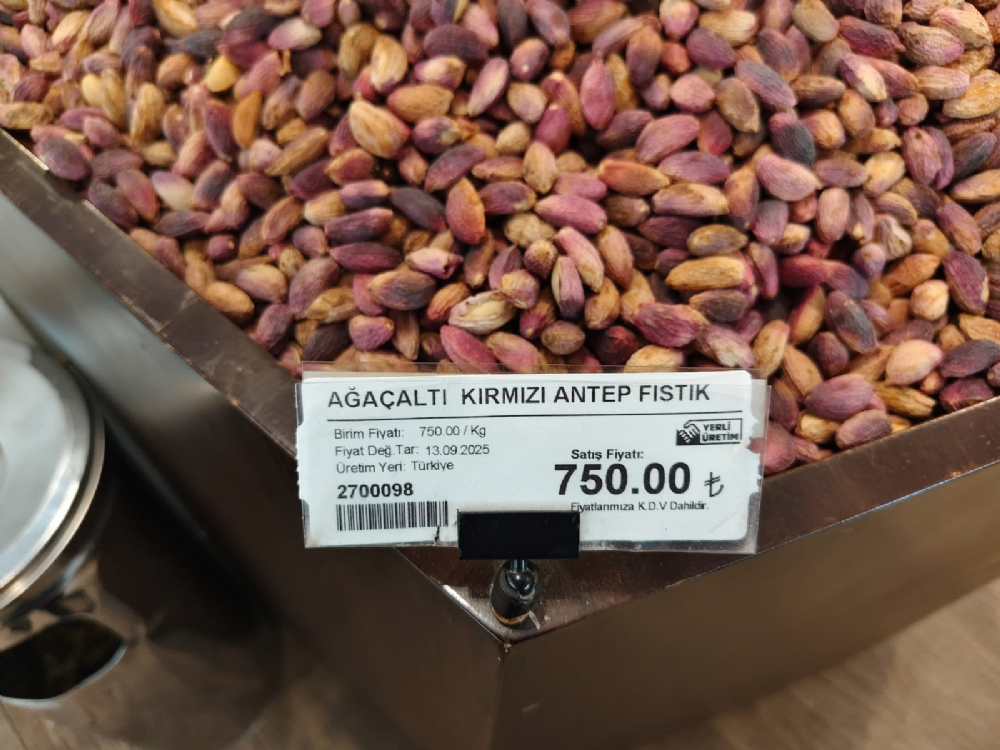 AĞAÇALTI KIRMIZI ANTEP FISTIK
Birim Fiyatı: 750.00 / Kg
Fiyat Değ.Tar: 13.09.2025
Üretim Yeri: Türkiye
2700098
YERLİ
ÜRETİM
Satış Fiyatı:
750.00 ₺
Fiyatlarımıza K.D.V Dahildir.